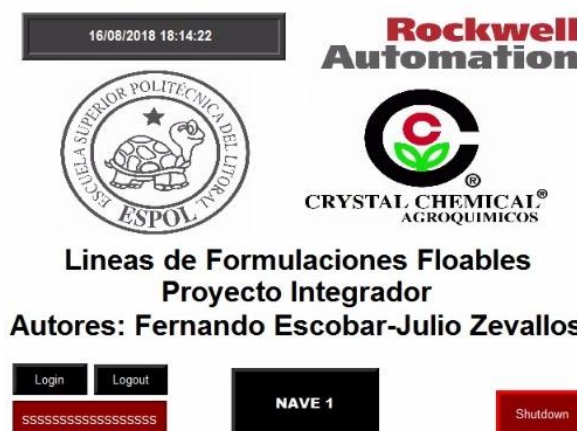 16/08/2018 18:14:22
Rockwell
Automation
ESCUELA SUPERIOR POLITÉCNICA DEL LITORAL
ESPOL
C
C
®
CRYSTAL CHEMICAL®
AGROQUIMICOS
Lineas de Formulaciones Floables
Proyecto Integrador
Autores: Fernando Escobar-Julio Zevallos
Login Logout
NAVE 1
ssssssssssssssssss
Shutdown